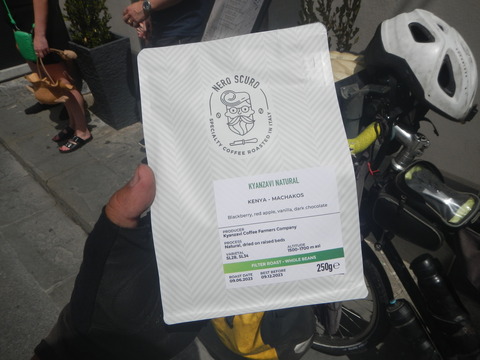 NERO SCURO
SPECIALTY COFFEE ROASTED IN ITALY
KYANZAVI NATURAL
KENYA - MACHAKOS
Blackberry, red apple, vanilla, dark chocolate
PRODUCER
Kyanzavi Coffee Farmers Company
PROCESS
Natural, dried on raised beds
VARIETAL
SL28, SL34
ALTITUDE
1500-1700 m asl
FILTER ROAST - WHOLE BEANS
ROAST DATE
09.06.2022
BEST BEFORE
09.12.2022
250g e